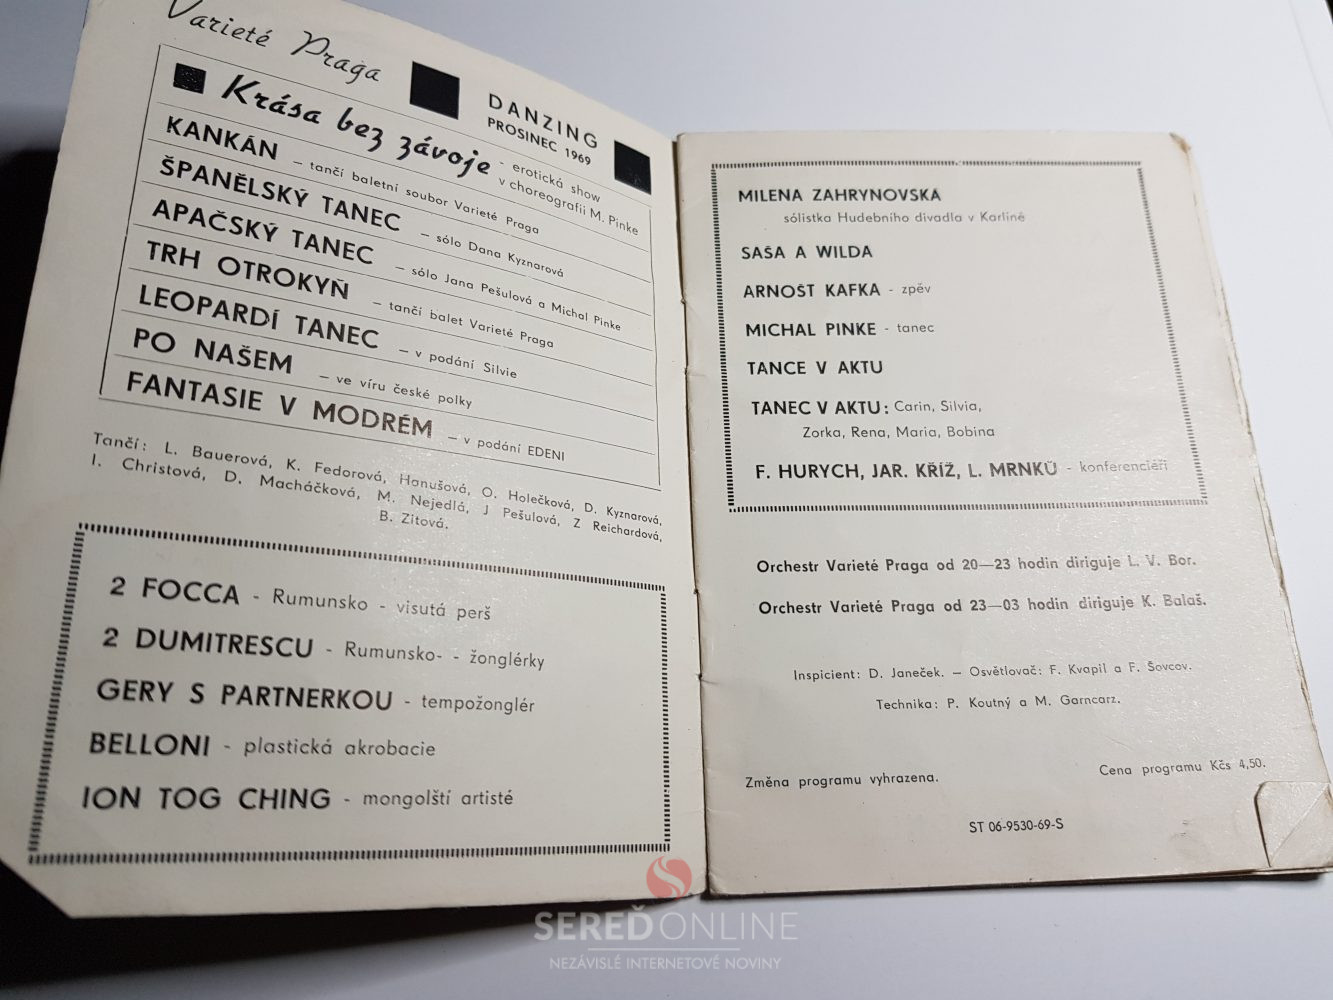 Varieté Praga
DANZING
PROSINEC 1969
Krása bez závoje - erotická show
v choreografii M. Pinke
KANKÁN - tančí baletní soubor Varieté Praga
ŠPANĚLSKÝ TANEC - sólo Dana Kyznarová
APAČSKÝ TANEC - sólo Jana Pešulová a Michal Pinke
TRH OTROKYŇ - tančí balet Varieté Praga
LEOPARDÍ TANEC - v podání Silvie
PO NAŠEM - ve víru české polky
FANTASIE V MODRÉM - v podání EDENI
Tančí: L. Bauerová, K. Fedorová, Hanušová, O. Holečková, D. Kyznarová,
I. Christová, D. Macháčková, M. Nejedlá, J Pešulová, Z Reichardová,
B. Zítová.
2 FOCCA - Rumunsko - visutá perš
2 DUMITRESCU - Rumunsko- - žonglérky
GERY S PARTNERKOU - tempožonglér
BELLONI - plastická akrobacie
ION TOG CHING - mongolští artisté
MILENA ZAHRYNOVSKÁ
sólistka Hudebního divadla v Karlíně
SAŠA A WILDA
ARNOŠT KAFKA - zpěv
MICHAL PINKE - tanec
TANCE V AKTU
TANEC V AKTU: Carin, Silvia,
Zorka, Rena, Maria, Bobina
F. HURYCH, JAR. KŘÍŽ, L. MRNKŮ - konferenciéři
Orchestr Varieté Praga od 20—23 hodin diriguje L. V. Bor.
Orchestr Varieté Praga od 23—03 hodin diriguje K. Balaš.
Inspicient: D. Janeček. — Osvětlovač: F. Kvapil a F. Šovcov.
Technika: P. Koutný a M. Garncarz.
Změna programu vyhrazena.
Cena programu Kčs 4,50.
ST 06-9530-69-S
SEREĎONLINE
NEZÁVISLÉ INTERNETOVÉ NOVINY